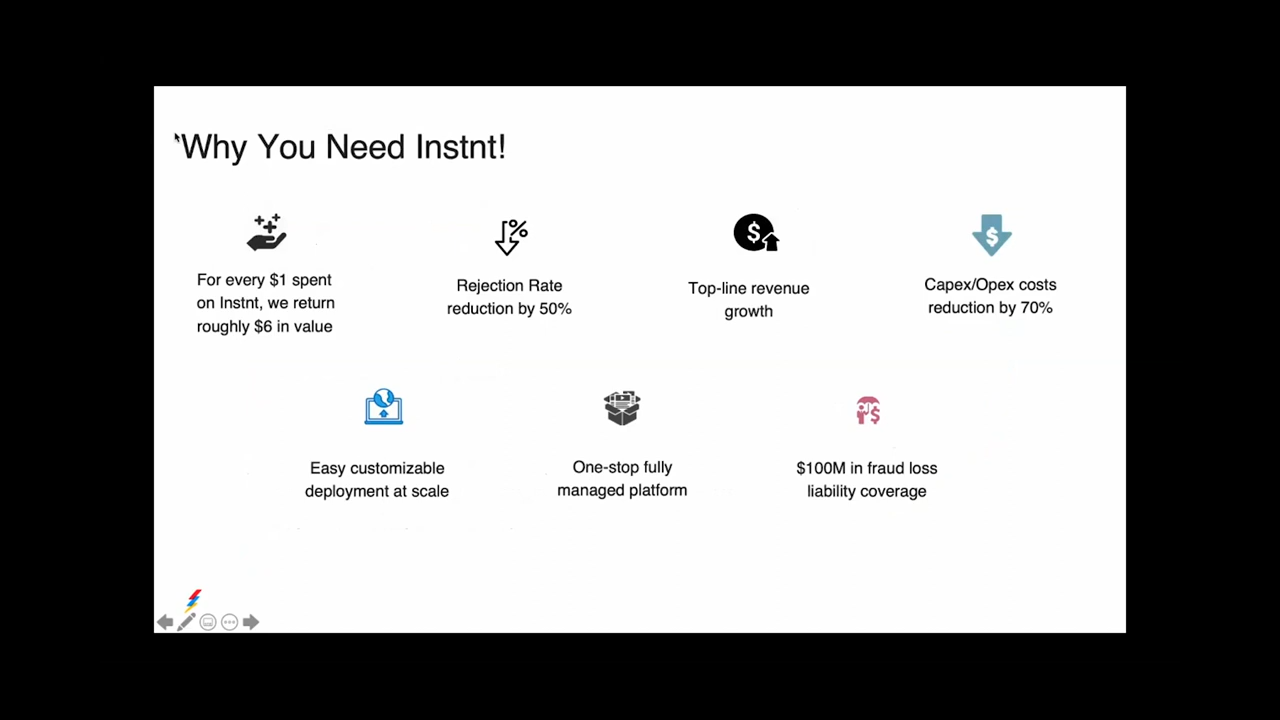 Why You Need Instnt!
For every $1 spent
on Instnt, we return
roughly $6 in value
Rejection Rate
reduction by 50%
Top-line revenue
growth
Capex/Opex costs
reduction by 70%
Easy customizable
deployment at scale
One-stop fully
managed platform
$100M in fraud loss
liability coverage